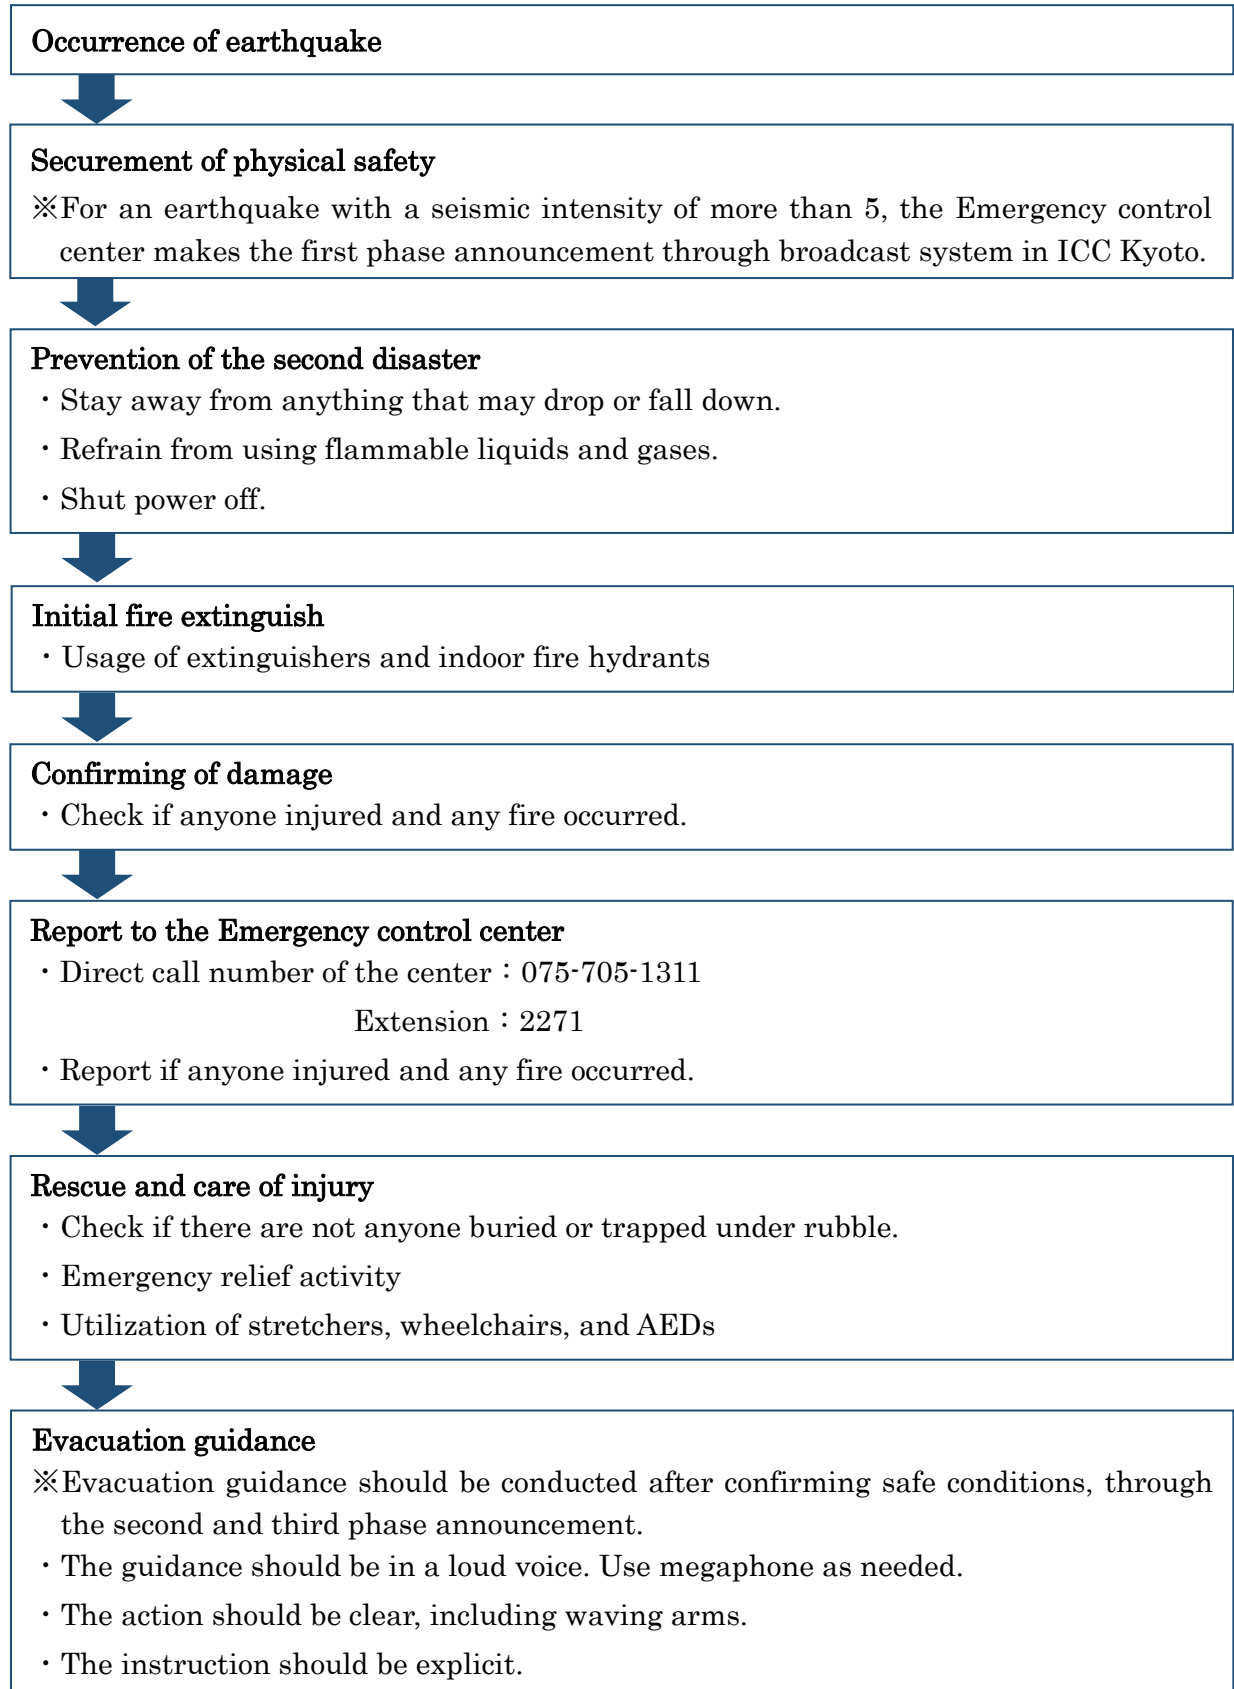 Occurrence of earthquake
Securement of physical safety
※For an earthquake with a seismic intensity of more than 5, the Emergency control
center makes the first phase announcement through broadcast system in ICC Kyoto.
Prevention of the second disaster
・Stay away from anything that may drop or fall down.
・Refrain from using flammable liquids and gases.
・Shut power off.
Initial fire extinguish
・Usage of extinguishers and indoor fire hydrants
Confirming of damage
・Check if anyone injured and any fire occurred.
Report to the Emergency control center
・Direct call number of the center：075-705-1311
Extension：2271
・Report if anyone injured and any fire occurred.
Rescue and care of injury
・Check if there are not anyone buried or trapped under rubble.
・Emergency relief activity
・Utilization of stretchers, wheelchairs, and AEDs
Evacuation guidance
※Evacuation guidance should be conducted after confirming safe conditions, through
the second and third phase announcement.
・The guidance should be in a loud voice. Use megaphone as needed.
・The action should be clear, including waving arms.
・The instruction should be explicit.